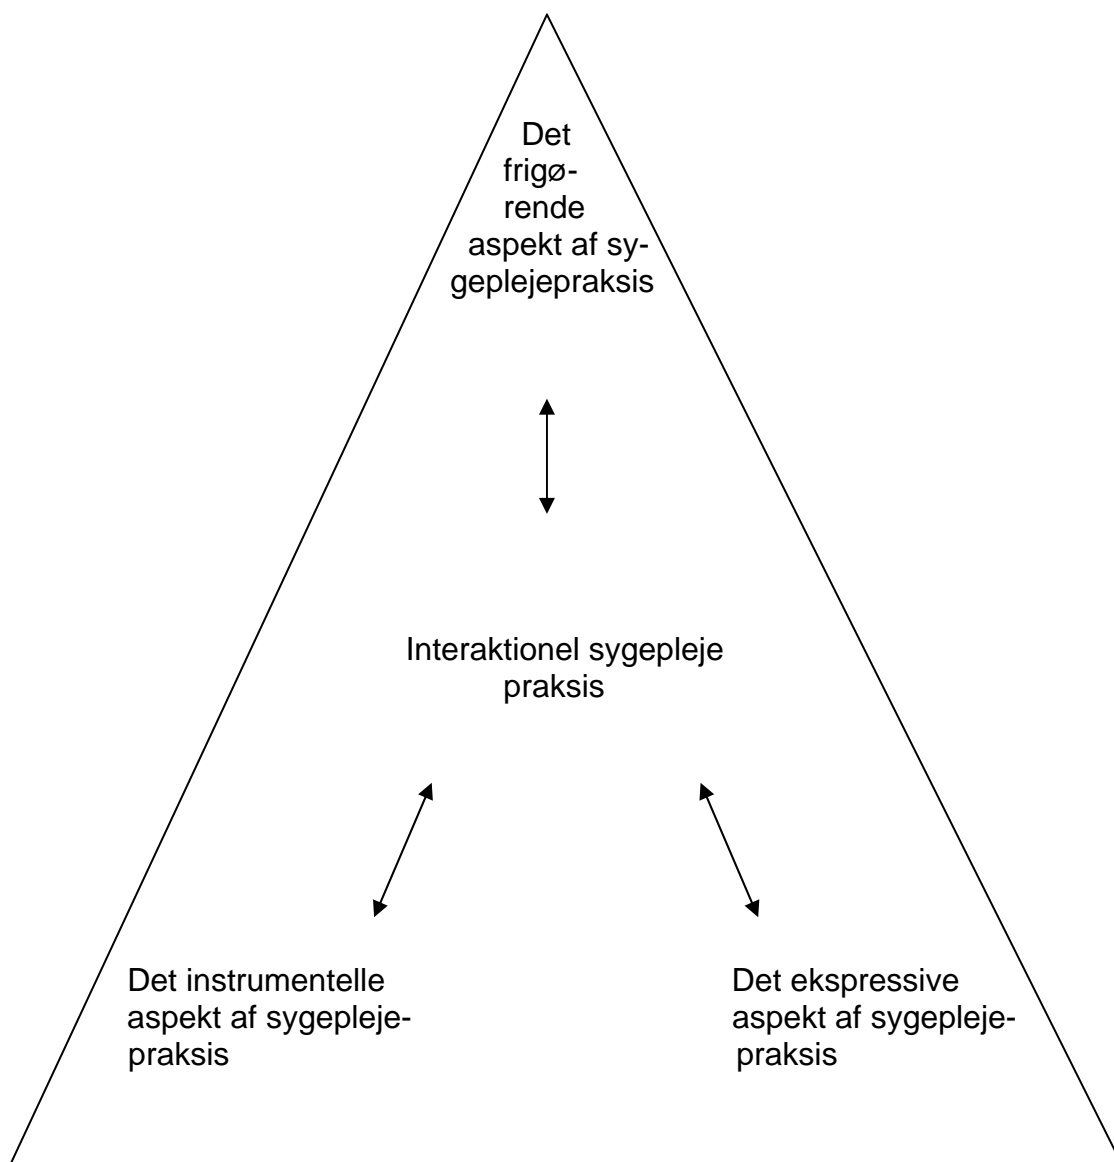 Det
frigø-
rende
aspekt af sy-
geplejepraksis
Interaktionel sygepleje
praksis
Det instrumentelle
aspekt af sygepleje-
praksis
Det ekspressive
aspekt af sygepleje-
praksis